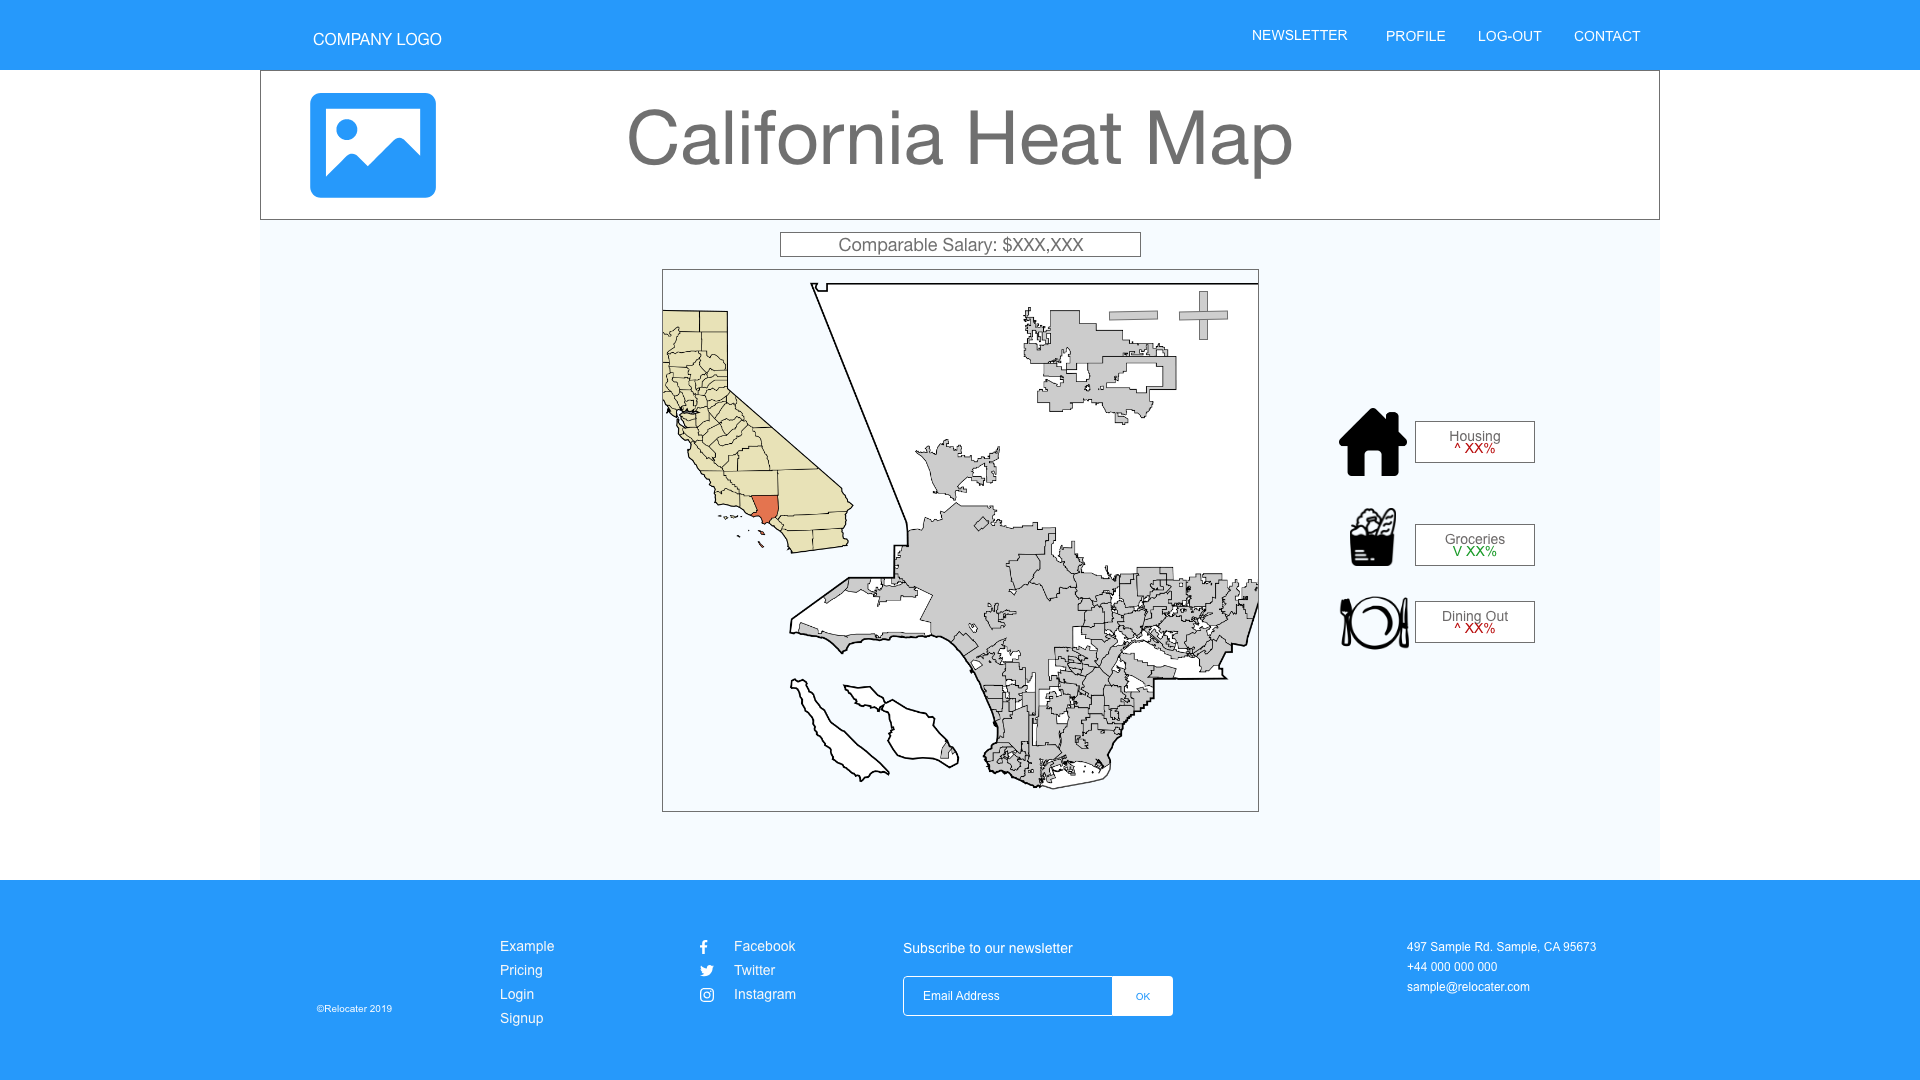 COMPANY LOGO
NEWSLETTER
PROFILE
LOG-OUT
CONTACT
California Heat Map
Comparable Salary: $XXX,XXX
Housing
^ XX%
Groceries
V XX%
Dining Out
^ XX%
©Relocater 2019
Example
Pricing
Login
Signup
Facebook
Twitter
Instagram
Subscribe to our newsletter
Email Address
OK
497 Sample Rd. Sample, CA 95673
+44 000 000 000
sample@relocater.com